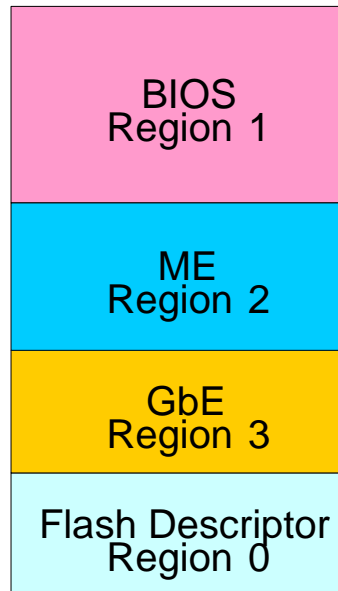 BIOS
Region 1
ME
Region 2
GbE
Region 3
Flash Descriptor
Region 0